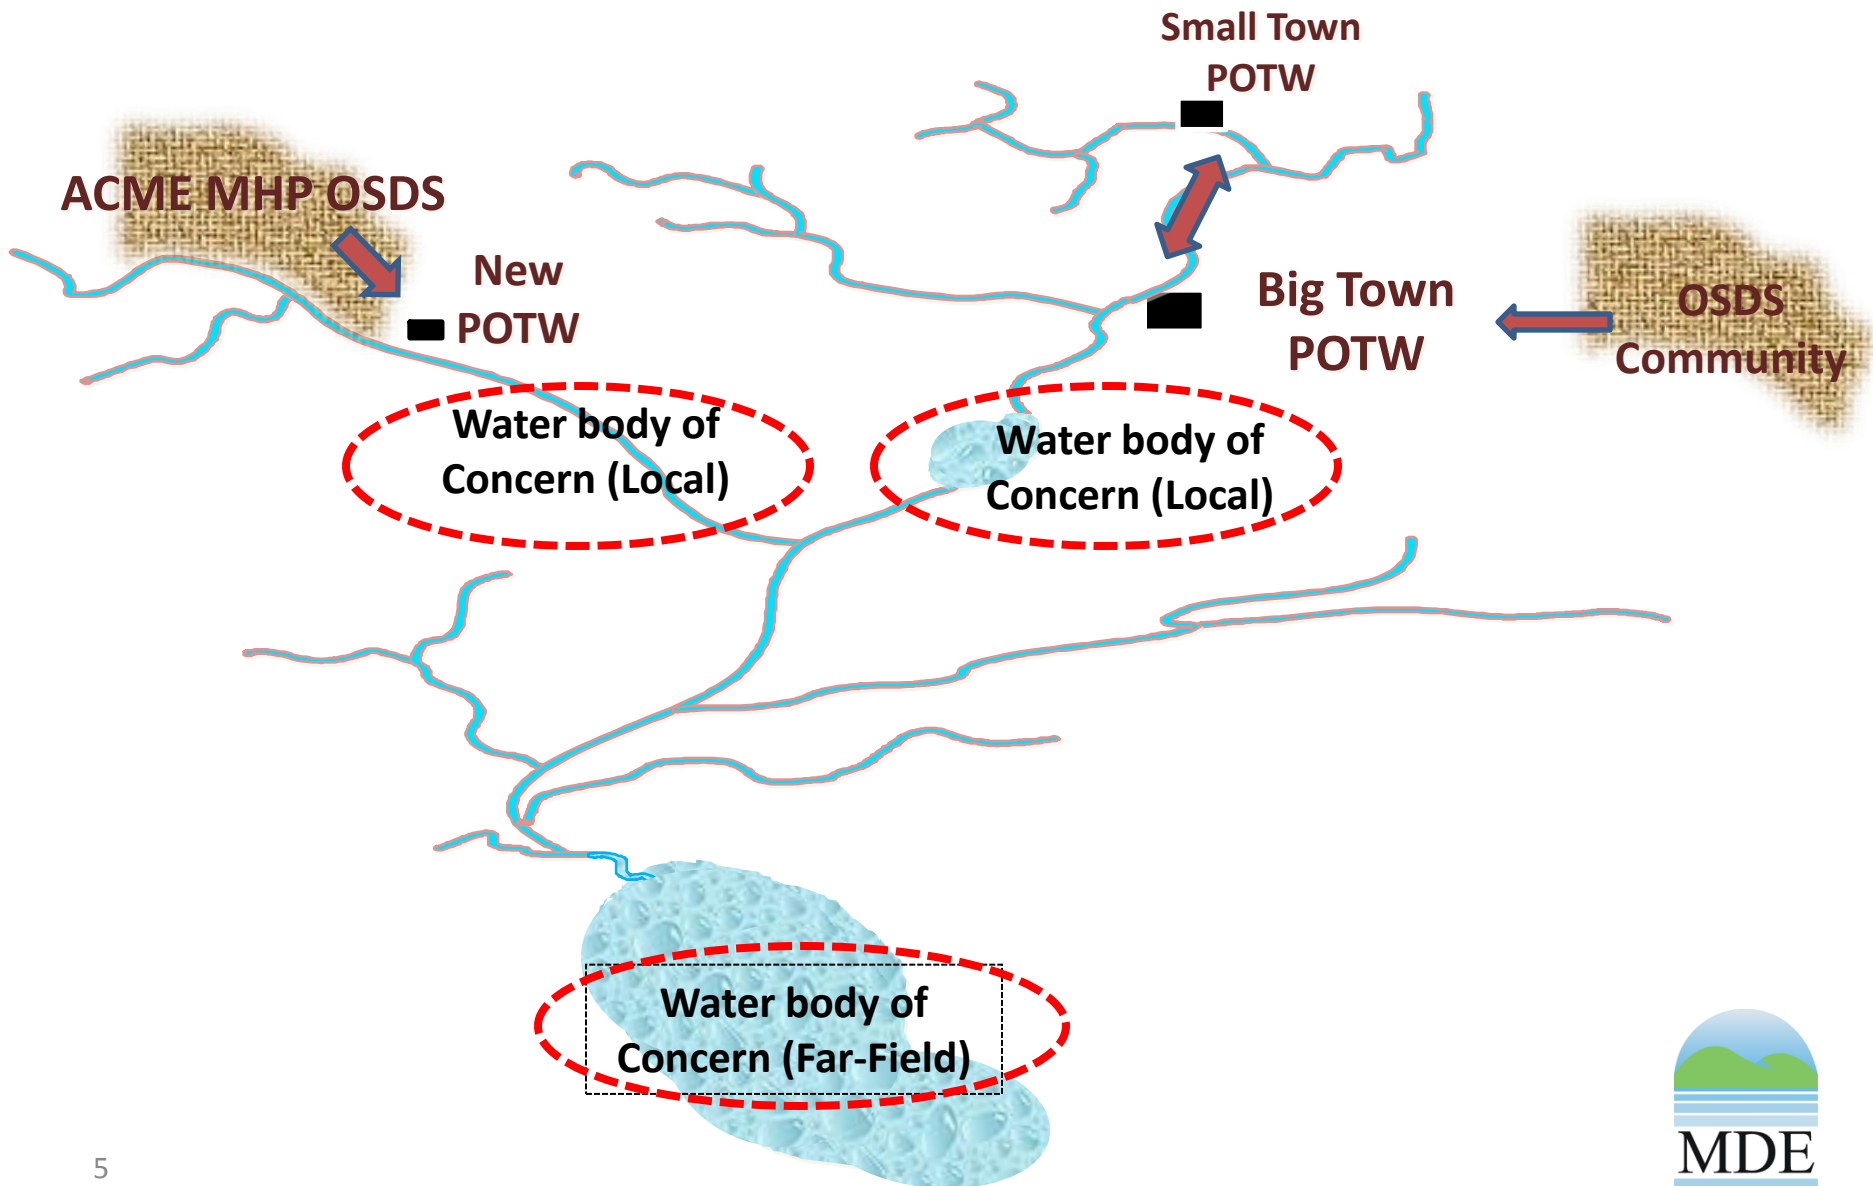 Small Town
POTW
ACME MHP OSDS
New
POTW
Big Town
POTW
OSDS
Community
Water body of
Concern (Local)
Water body of
Concern (Local)
Water body of
Concern (Far-Field)
5
MDE